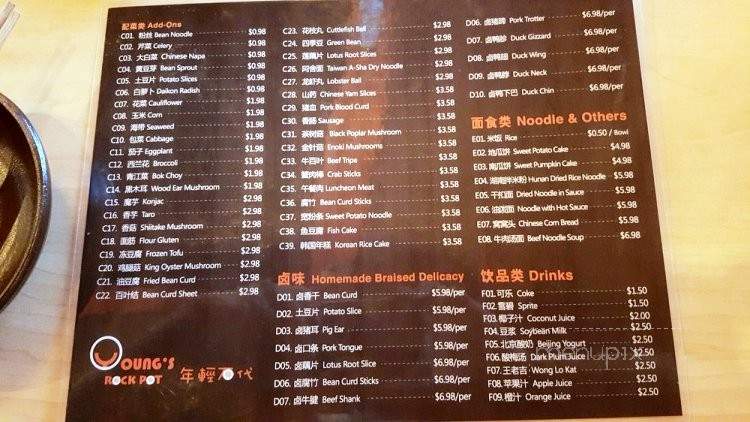 配菜类 Add-Ons
C01. 粉丝 Bean Noodle $0.98
C02. 芹菜 Celery $0.98
C03. 大白菜 Chinese Napa $0.98
C04. 黄豆芽 Bean Sprout $0.98
C05. 土豆片 Potato Slices $0.98
C06. 白萝卜 Daikon Radish $0.98
C07. 花菜 Cauliflower $1.98
C08. 玉米 Corn $1.98
C09. 海带 Seaweed $1.98
C10. 包菜 Cabbage $1.98
C11. 茄子 Eggplant $1.98
C12. 西兰花 Broccoli $1.98
C13. 青江菜 Bok Choy $1.98
C14. 黑木耳 Wood Ear Mushroom $1.98
C15. 魔芋 Konjac $2.98
C16. 香芋 Taro $2.98
C17. 香菇 Shiitake Mushroom $2.98
C18. 面筋 Flour Gluten $2.98
C19. 冻豆腐 Frozen Tofu $2.98
C20. 鸡腿菇 King Oyster Mushroom $2.98
C21. 油豆腐 Fried Bean Curd $2.98
C22. 百叶结 Bean Curd Sheet $2.98
OUNG'S
ROCK POT
年輕 代
C23. 花枝丸 Cuttlefish Ball $2.98
C24. 四季豆 Green Bean $2.98
C25. 莲藕片 Lotus Root Slices $2.98
C26. 阿舍面 Taiwan A-Sha Dry Noodle $2.98
C27. 龙虾丸 Lobster Ball $2.98
C28. 山药 Chinese Yam Slices $3.58
C29. 猪血 Pork Blood Curd $3.58
C30. 香肠 Sausage $3.58
C31. 茶树菇 Black Poplar Mushroom $3.58
C32. 金针菇 Enoki Mushrooms $3.58
C33. 牛百叶 Beef Tripe $3.58
C34. 蟹肉棒 Crab Sticks $3.58
C35. 午餐肉 Luncheon Meat $3.58
C36. 腐竹 Bean Curd Sticks $3.58
C37. 宽粉条 Sweet Potato Noodle $3.58
C38. 鱼豆腐 Fish Cake $3.58
C39. 韩国年糕 Korean Rice Cake $3.58
卤味 Homemade Braised Delicacy
D01. 卤香干 Bean Curd $5.98/per
D02. 土豆片 Potato Slice $5.98/per
D03. 卤猪耳 Pig Ear $5.98/per
D04. 卤口条 Pork Tongue $5.98/per
D05. 卤藕片 Lotus Root Slice $6.98/per
D06. 卤腐竹 Bean Curd Sticks $6.98/per
D07. 卤牛腱 Beef Shank $6.98/per
D06. 卤猪蹄 Pork Trotter $6.98/per
D07. 卤鸭胗 Duck Gizzard $6.98/per
D08. 卤鸭翅 Duck Wing $6.98/per
D09. 卤鸭脖 Duck Neck $6.98/per
D10. 卤鸭下巴 Duck Chin $6.98/per
面食类 Noodle & Others
E01. 米饭 Rice $0.50 / Bowl
E02. 地瓜饼 Sweet Potato Cake $4.98
E03. 南瓜饼 Sweet Pumpkin Cake $4.98
E04. 湖南拌米粉 Hunan Dried Rice Noodle $5.98
E05. 干扣面 Dried Noodle in Sauce $5.98
E06. 油泼面 Noodle with Hot Sauce $5.98
E07. 窝窝头 Chinese Corn Bread $5.98
E08. 牛肉汤面 Beef Noodle Soup $6.98
饮品类 Drinks
F01. 可乐 Coke $1.50
F02. 雪碧 Sprite $1.50
F03. 椰子汁 Coconut Juice $2.00
F04. 豆浆 Soybean Milk $2.50
F05. 北京酸奶 Beijing Yogurt $2.50
F06. 酸梅汤 Dark Plum $2.50
F07. 王老吉 Wong Lo Kat $2.50
F08. 苹果汁 Apple Juice $2.50
F09. 橙汁 Orange Juice $2.50
menupix